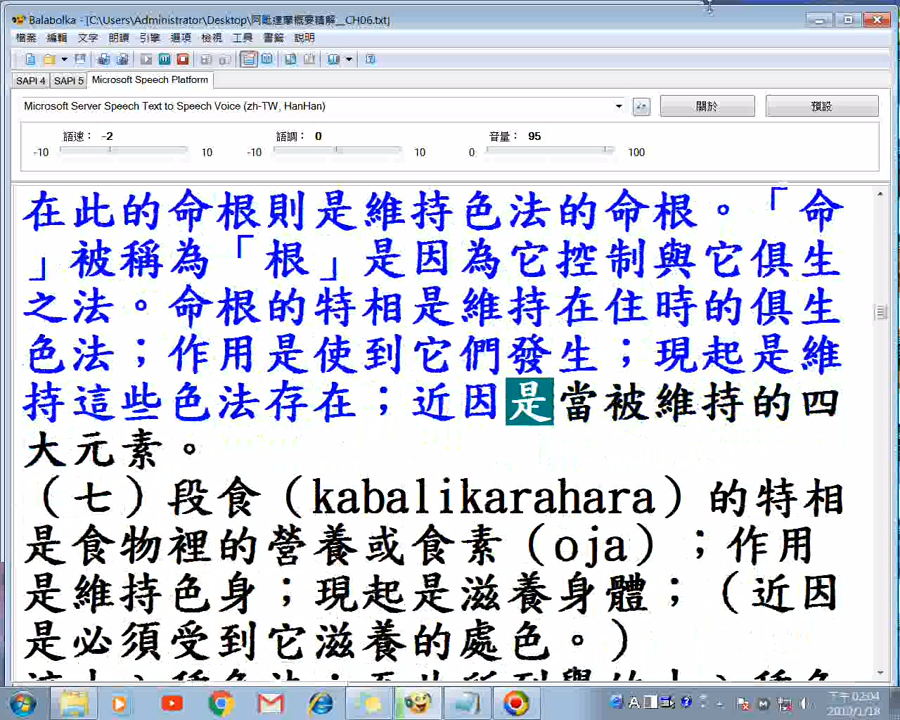 Balabolka - [C:\Users\Administrator\Desktop\阿毗達摩概要精解__CH06.txt]
檔案 編輯 文字 朗讀 引擎 選項 檢視 工具 書籤 說明
SAPI 4 SAPI 5 Microsoft Speech Platform
Microsoft Server Speech Text to Speech Voice (zh-TW, HanHan) 關於 預設
語速: -2 語調: 0 音量: 95
-10 10 -10 10 0 100
在此的命根則是維持色法的命根。「命
」被稱為「根」是因為它控制與它俱生
之法。命根的特相是維持在住時的俱生
色法；作用是使到它們發生；現起是維
持這些色法存在；近因是當被維持的四
大元素。
（七）段食（kabalikarahara）的特相
是食物裡的營養或食素（oja）；作用
是維持色身；現起是滋養身體；（近因
是必須受到它滋養的處色。）
下午 02:04